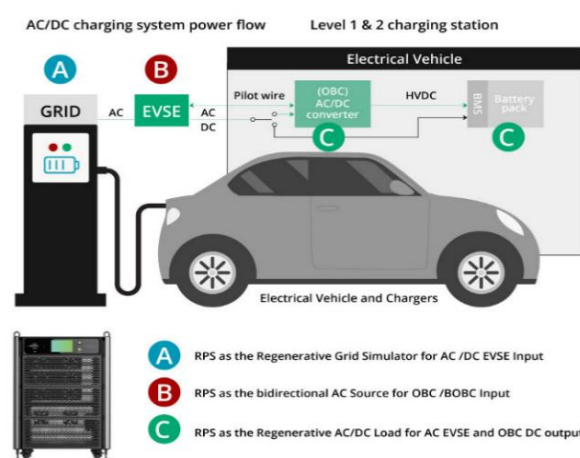 AC/DC charging system power flow
Level 1 & 2 charging station
Electrical Vehicle
A
B
GRID
AC
EVSE
AC
DC
Pilot wire
(OBC)
AC/DC
converter
HVDC
BMS
Battery
pack
C
C
Electrical Vehicle and Chargers
A RPS as the Regenerative Grid Simulator for AC /DC EVSE Input
B RPS as the bidirectional AC Source for OBC /BOBC Input
C RPS as the Regenerative AC/DC Load for AC EVSE and OBC DC output